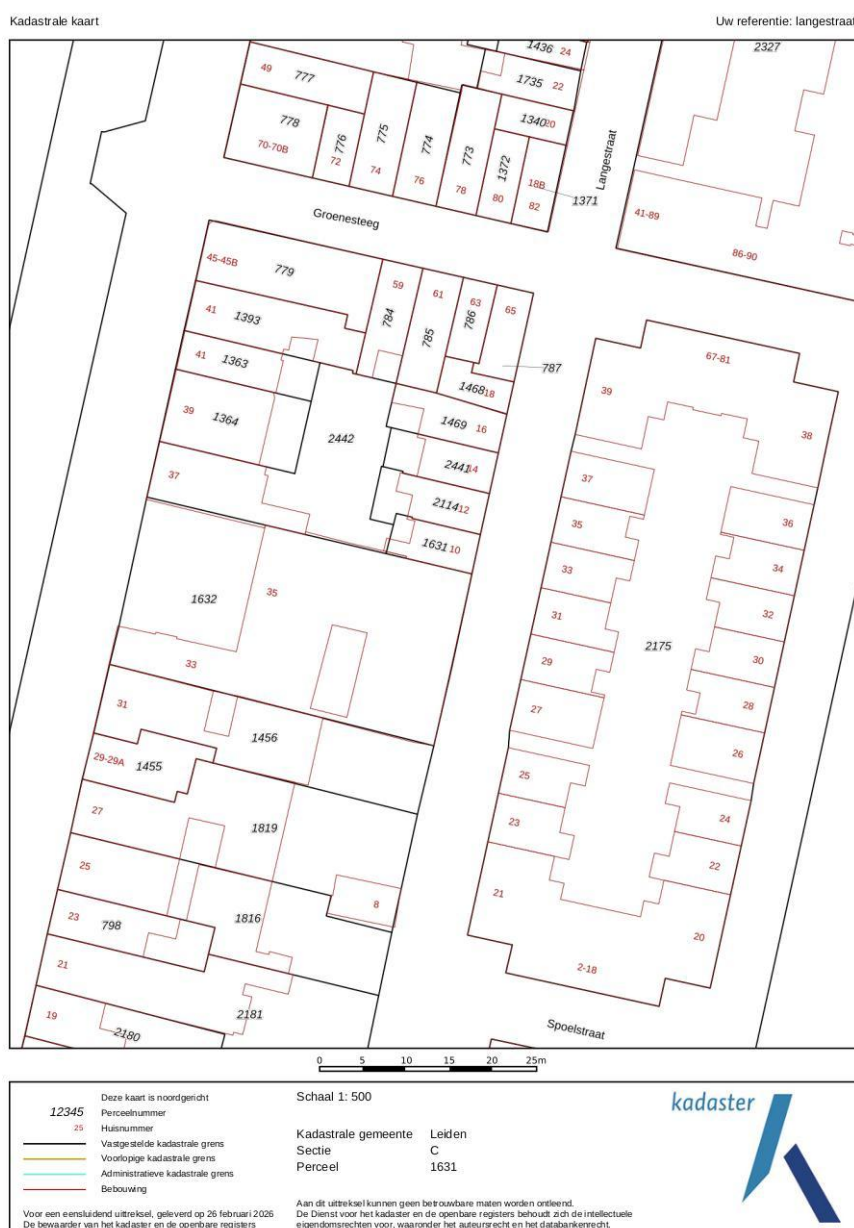 Kadastrale kaart
Uw referentie: langestraat
1436 24
2327
49 777
1735 22
778
776
775
774
773
1340 20
1372
Langestraat
70-70B
72
74
76
78
80
18B
82
1371
41-89
86-90
Groenesteeg
45-45B
779
59
61
63
65
784
785
786
41 1393
67-81
41 1363
787
39
1468 18
39 1364
2442
1469 16
38
37
2441 14
37
2114 12
36
35
1631 10
34
33
1632
35
32
31
2175
33
29
30
31
28
27
1456
26
29-29A 1455
25
27
1819
24
23
25
22
8
21
23 798
1816
20
21
2-18
19
2180
2181
Spoelstraat
0 5 10 15 20 25m
Deze kaart is noordgericht
12345 Perceelnummer
25 Huisnummer
Vastgestelde kadastrale grens
Voorlopige kadastrale grens
Administratieve kadastrale grens
Bebouwing
Voor een eensluidend uittreksel, geleverd op 26 februari 2026
De bewaarder van het kadaster en de openbare registers
Schaal 1: 500
Kadastrale gemeente Leiden
Sectie C
Perceel 1631
Aan dit uittreksel kunnen geen betrouwbare maten worden ontleend.
De Dienst voor het kadaster en de openbare registers behoudt zich de intellectuele
eigendomsrechten voor, waaronder het auteursrecht en het databankenrecht.
kadaster